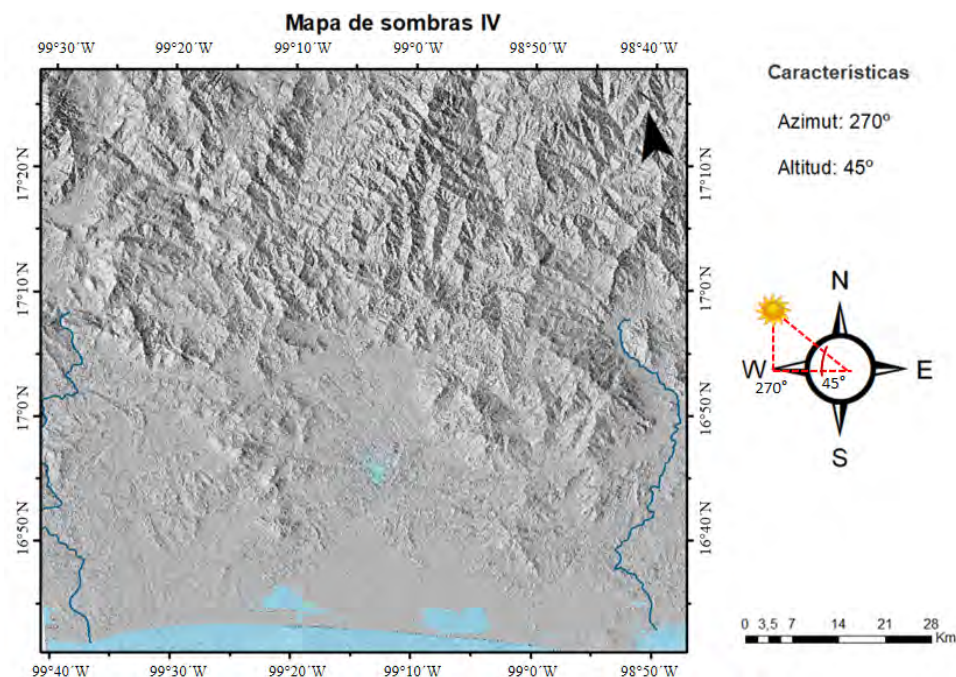 Mapa de sombras IV
99°30´W 99°20´W 99°10´W 99°0´W 98°50´W 98°40´W
Características
Azimut: 270º
Altitud: 45º
17°20´N
17°10´N
17°0´N
16°50´N
17°10´N
17°0´N
16°50´N
16°40´N
N
W
E
S
270°
45°
0 3,5 7 14 21 28
Km
99°40´W 99°30´W 99°20´W 99°10´W 99°0´W 98°50´W